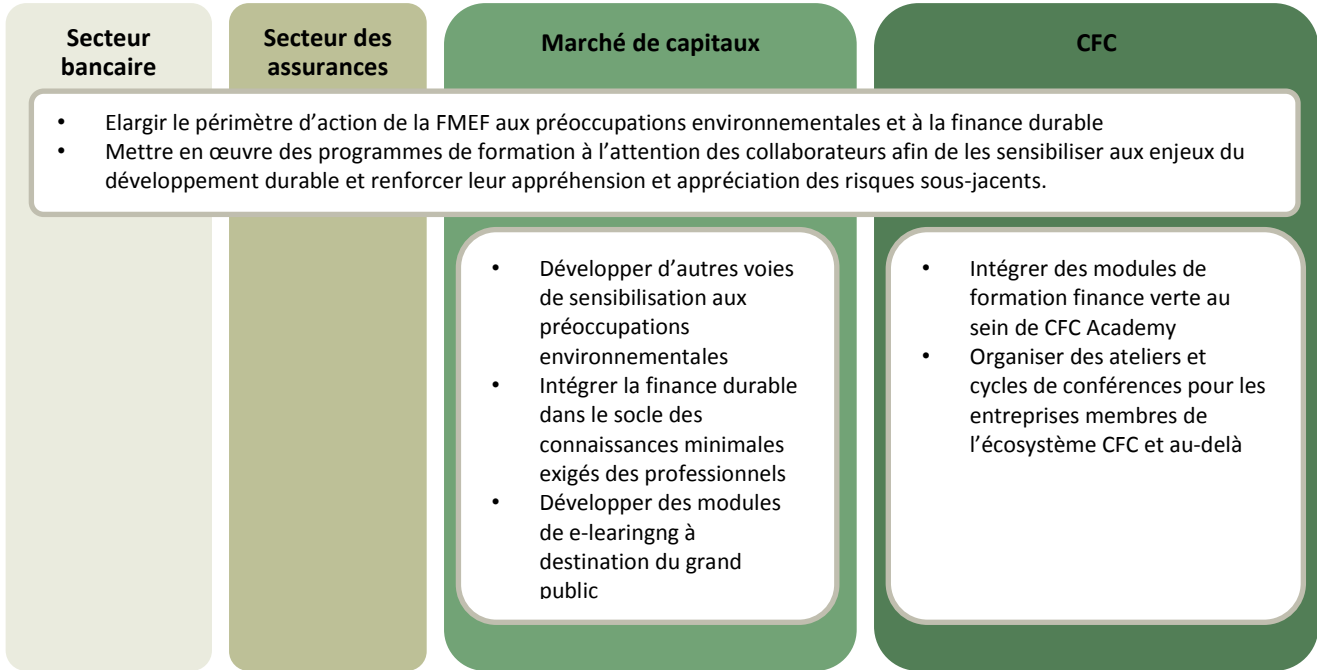 Secteur
bancaire
Secteur des
assurances
Marché de capitaux
CFC
• Elargir le périmètre d’action de la FMEF aux préoccupations environnementales et à la finance durable
• Mettre en œuvre des programmes de formation à l’attention des collaborateurs afin de les sensibiliser aux enjeux du
développement durable et renforcer leur appréhension et appréciation des risques sous-jacents.
• Développer d’autres voies
de sensibilisation aux
préoccupations
environnementales
• Intégrer la finance durable
dans le socle des
connaissances minimales
exigés des professionnels
• Développer des modules
de e-learingng à
destination du grand
public
• Intégrer des modules de
formation finance verte au
sein de CFC Academy
• Organiser des ateliers et
cycles de conférences pour les
entreprises membres de
l’écosystème CFC et au-delà